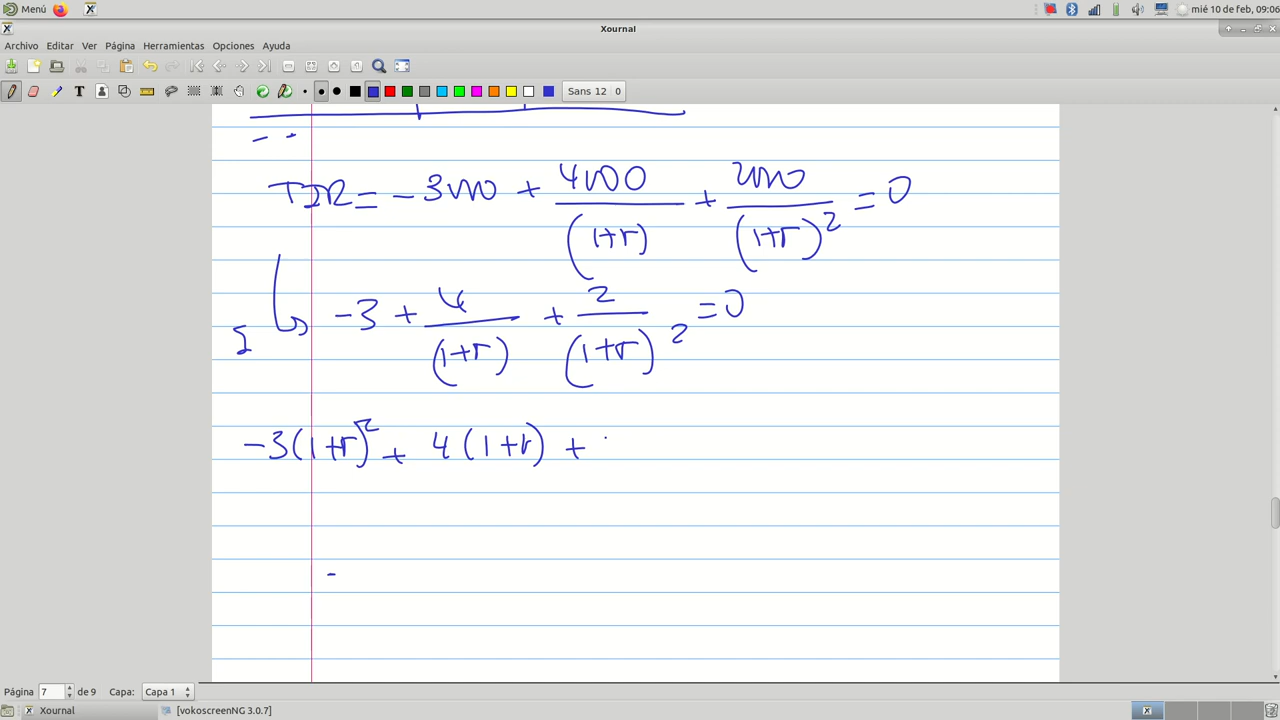 Menú mié 10 de feb, 09:06
Xournal
Archivo Editar Ver Página Herramientas Opciones Ayuda
Sans 12 0
TIR = -3000 + 4000/(1+r) + 2000/(1+r)² = 0
-3 + 4/(1+r) + 2/(1+r)² = 0
-3(1+r)² + 4(1+r) +
Página 7 de 9 Capa: Capa 1
Xournal [vokoscreenNG 3.0.7]